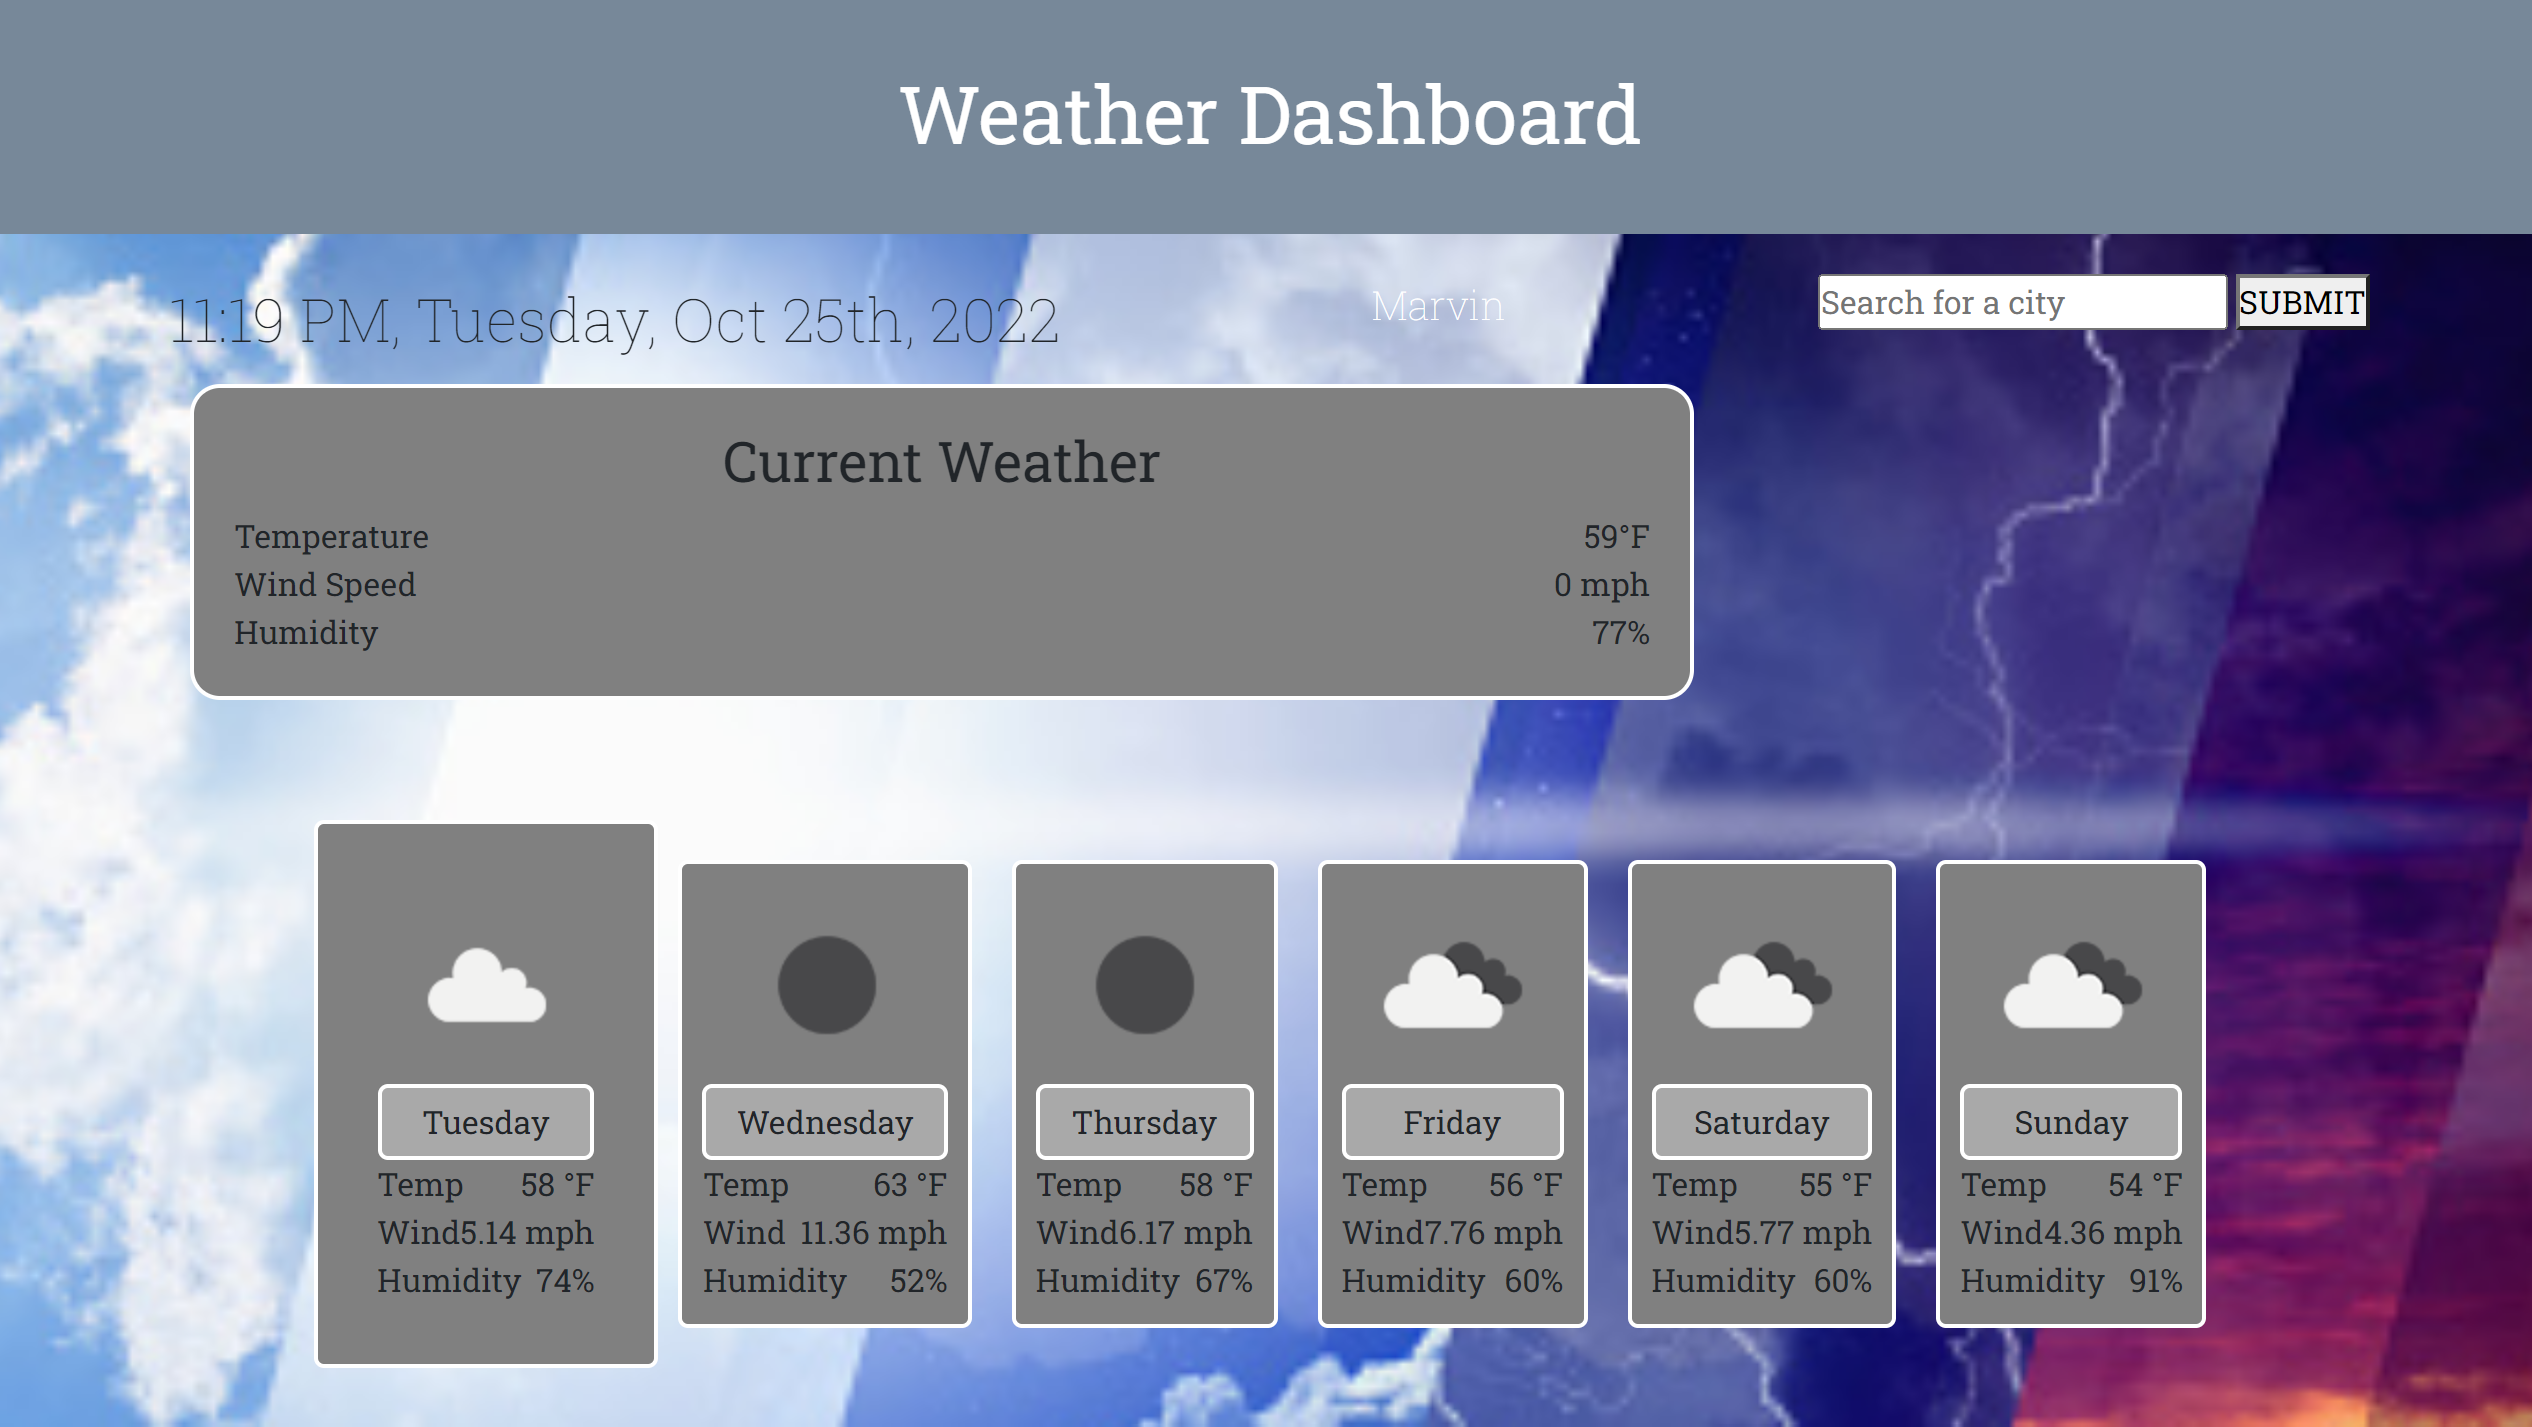 Weather Dashboard
11:19 PM, Tuesday, Oct 25th, 2022
Marvin
Search for a city
SUBMIT
Current Weather
Temperature 59°F
Wind Speed 0 mph
Humidity 77%
Tuesday
Temp 58 °F
Wind5.14 mph
Humidity 74%
Wednesday
Temp 63 °F
Wind 11.36 mph
Humidity 52%
Thursday
Temp 58 °F
Wind6.17 mph
Humidity 67%
Friday
Temp 56 °F
Wind7.76 mph
Humidity 60%
Saturday
Temp 55 °F
Wind5.77 mph
Humidity 60%
Sunday
Temp 54 °F
Wind4.36 mph
Humidity 91%